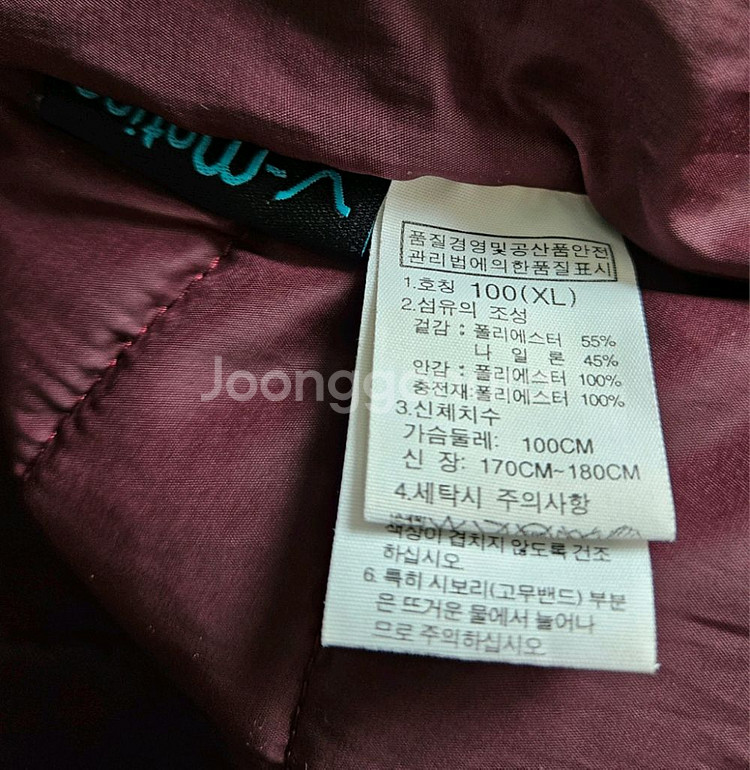 v-motion
품질경영및공산품안전
관리법에의한품질표시
1.호칭 100(XL)
2.섬유의 조성
겉감 : 폴리에스터 55%
나 일 론 45%
안감 : 폴리에스터 100%
충전재:폴리에스터 100%
3.신체치수
가슴둘레: 100CM
신 장: 170CM~180CM
4.세탁시 주의사항
색상이 겹치지 않도록 건조
하십시오
6. 특히 시보리(고무밴드) 부분
은 뜨거운 물에서 늘어나
므로 주의하십시오
Joongg